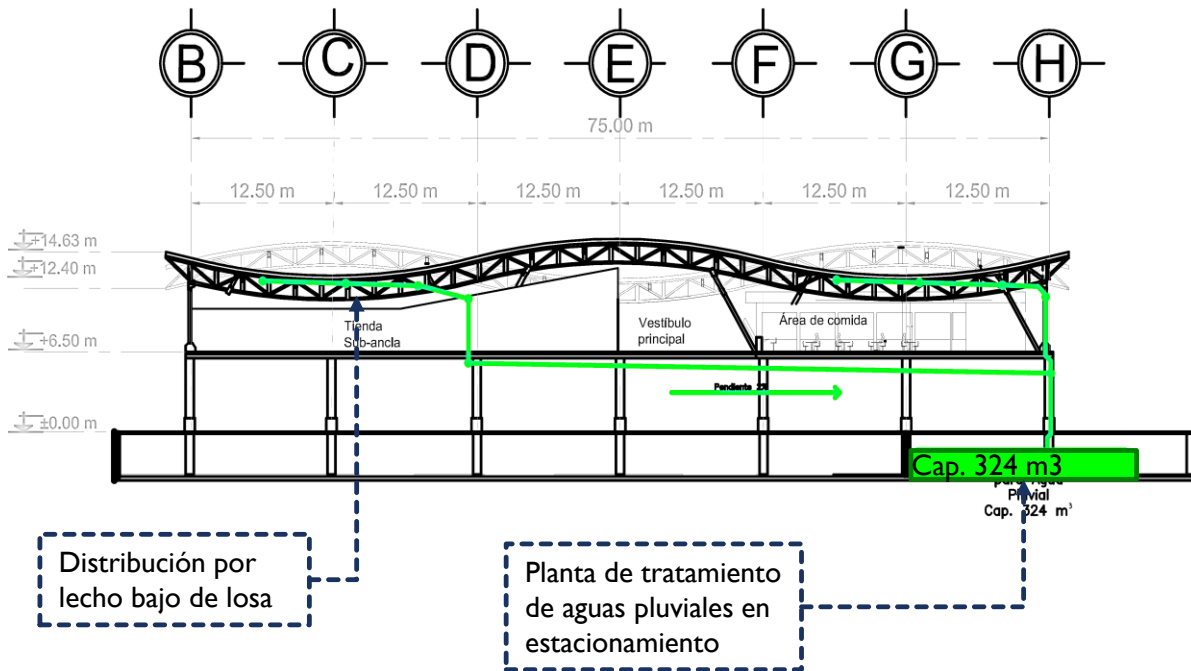 B C D E F G H
75.00 m
12.50 m 12.50 m 12.50 m 12.50 m 12.50 m 12.50 m
+14.63 m
+12.40 m
Tienda
Sub-ancla
Vestíbulo
principal
Área de comida
+6.50 m
Pendiente 2%
±0.00 m
Cap. 324 m3
Pluvial
Cap. 324 m³
Distribución por
lecho bajo de losa
Planta de tratamiento
de aguas pluviales en
estacionamiento